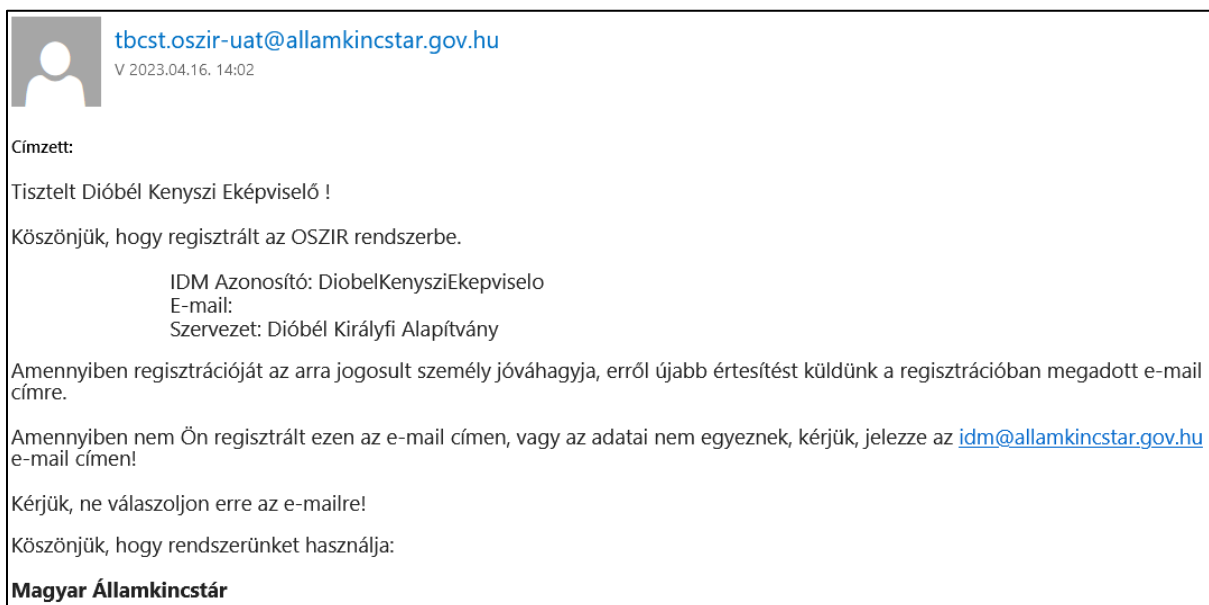 tbcst.oszir-uat@allamkincstar.gov.hu
V 2023.04.16. 14:02
Címzett:
Tisztelt Dióbél Kenyszi Eképviselő !
Köszönjük, hogy regisztrált az OSZIR rendszerbe.
IDM Azonosító: DiobelKenysziEkepviselo
E-mail:
Szervezet: Dióbél Királyfi Alapítvány
Amennyiben regisztrációját az arra jogosult személy jóváhagyja, erről újabb értesítést küldünk a regisztrációban megadott e-mail
címre.
Amennyiben nem Ön regisztrált ezen az e-mail címen, vagy az adatai nem egyeznek, kérjük, jelezze az idm@allamkincstar.gov.hu
e-mail címen!
Kérjük, ne válaszoljon erre az e-mailre!
Köszönjük, hogy rendszerünket használja:
Magyar Államkincstár